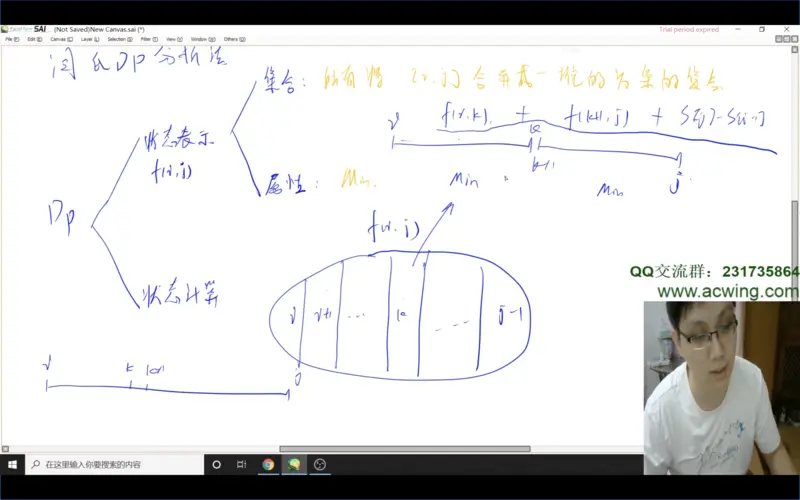 SAI (Not Saved)New Canvas.sai (*)
Trial period expired
File(F) Edit(E) Canvas(C) Layer(L) Selection(S) Filter(T) View(V) Window(W) Others(O)
闫氏DP分析法
集合: 所有将 [i,j] 合并成一堆的方案的集合
f(i,k) + f(k+1,j) + S[j]-S[i-1]
状态表示
f(i,j)
i k k+1 j
属性: Min.
Min Min
DP
f(i,j)
QQ交流群:231735864
www.acwing.com
状态计算
i i+1 ... k ... j-1
i k k+1 j
在这里输入你要搜索的内容